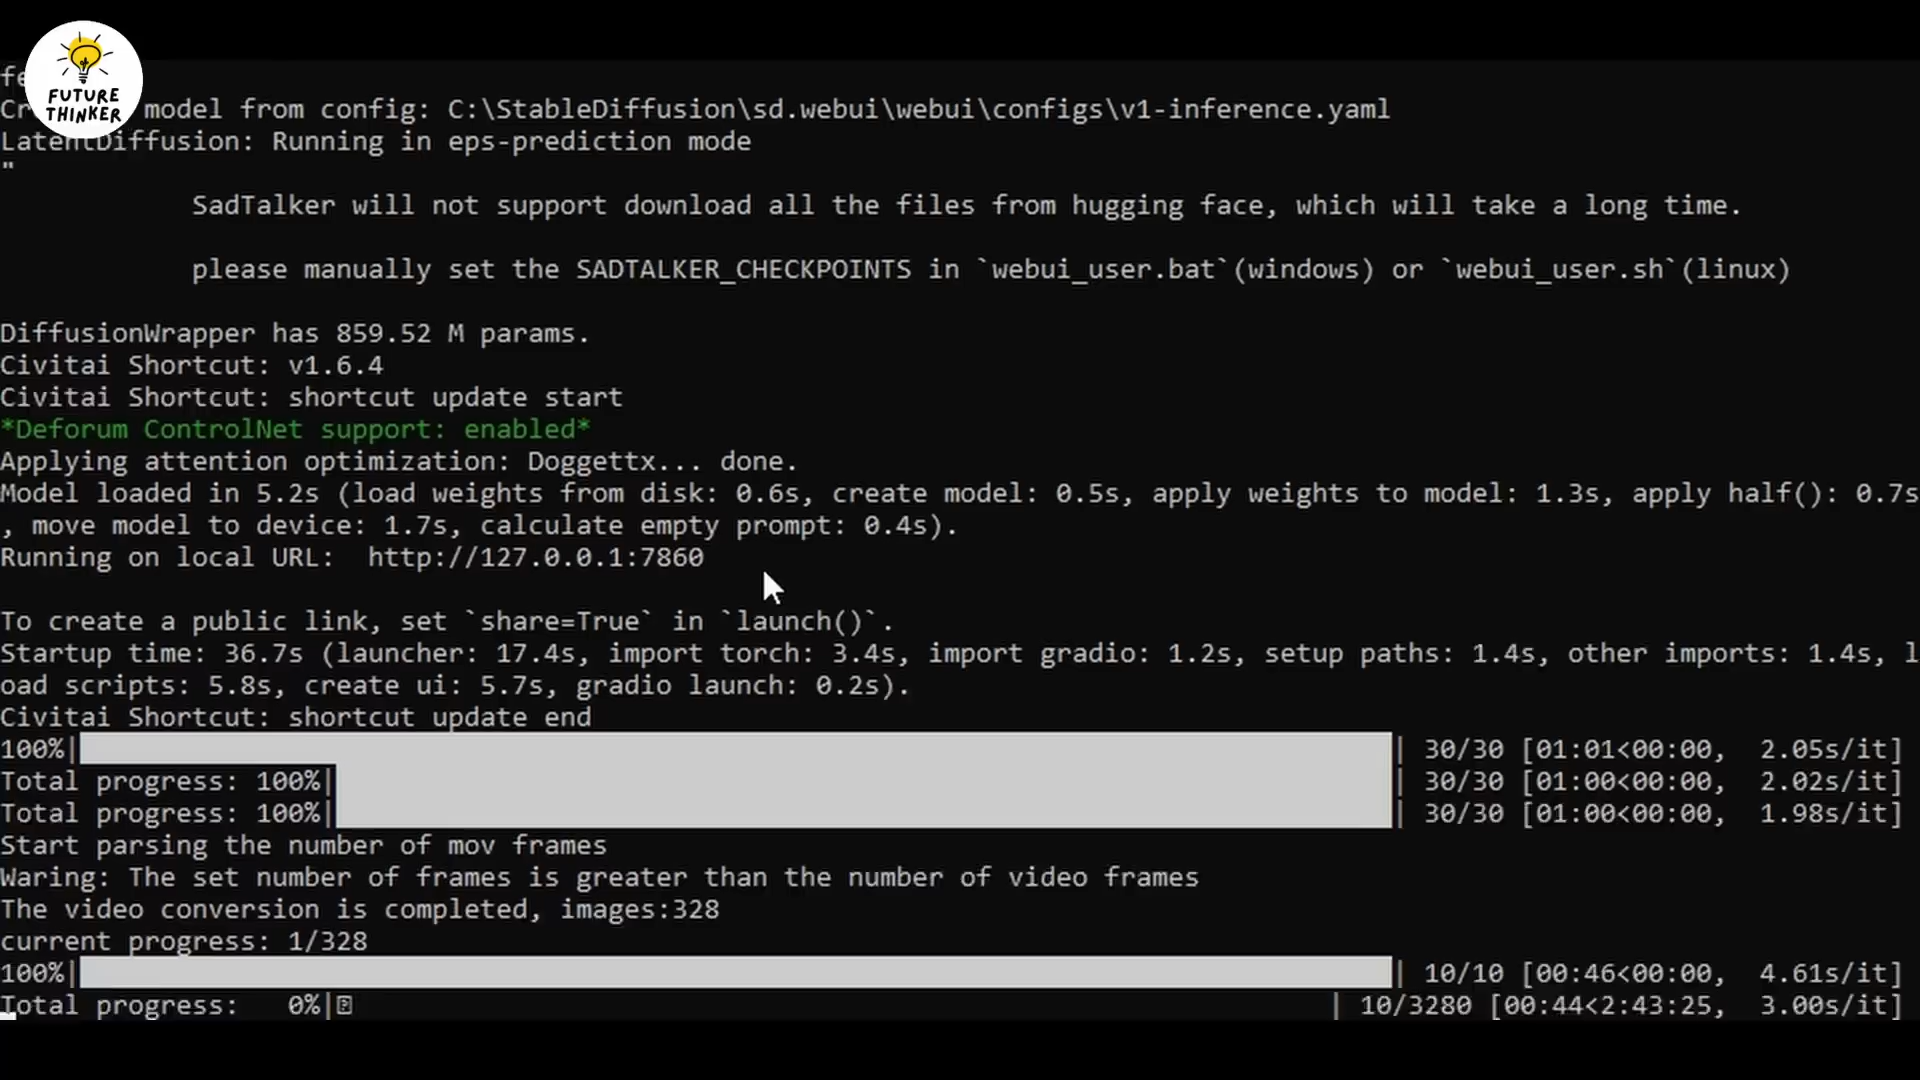 FUTURE
THINKER
fe
Cr model from config: C:\StableDiffusion\sd.webui\webui\configs\v1-inference.yaml
LatentDiffusion: Running in eps-prediction mode
"
SadTalker will not support download all the files from hugging face, which will take a long time.
please manually set the SADTALKER_CHECKPOINTS in `webui_user.bat`(windows) or `webui_user.sh`(linux)
DiffusionWrapper has 859.52 M params.
Civitai Shortcut: v1.6.4
Civitai Shortcut: shortcut update start
*Deforum ControlNet support: enabled*
Applying attention optimization: Doggettx... done.
Model loaded in 5.2s (load weights from disk: 0.6s, create model: 0.5s, apply weights to model: 1.3s, apply half(): 0.7s
, move model to device: 1.7s, calculate empty prompt: 0.4s).
Running on local URL:  http://127.0.0.1:7860
To create a public link, set `share=True` in `launch()`.
Startup time: 36.7s (launcher: 17.4s, import torch: 3.4s, import gradio: 1.2s, setup paths: 1.4s, other imports: 1.4s, l
oad scripts: 5.8s, create ui: 5.7s, gradio launch: 0.2s).
Civitai Shortcut: shortcut update end
100%| | 30/30 [01:01<00:00,  2.05s/it]
Total progress: 100%| | 30/30 [01:00<00:00,  2.02s/it]
Total progress: 100%| | 30/30 [01:00<00:00,  1.98s/it]
Start parsing the number of mov frames
Waring: The set number of frames is greater than the number of video frames
The video conversion is completed, images:328
current progress: 1/328
100%| | 10/10 [00:46<00:00,  4.61s/it]
Total progress:   0%| | 10/3280 [00:44<2:43:25,  3.00s/it]